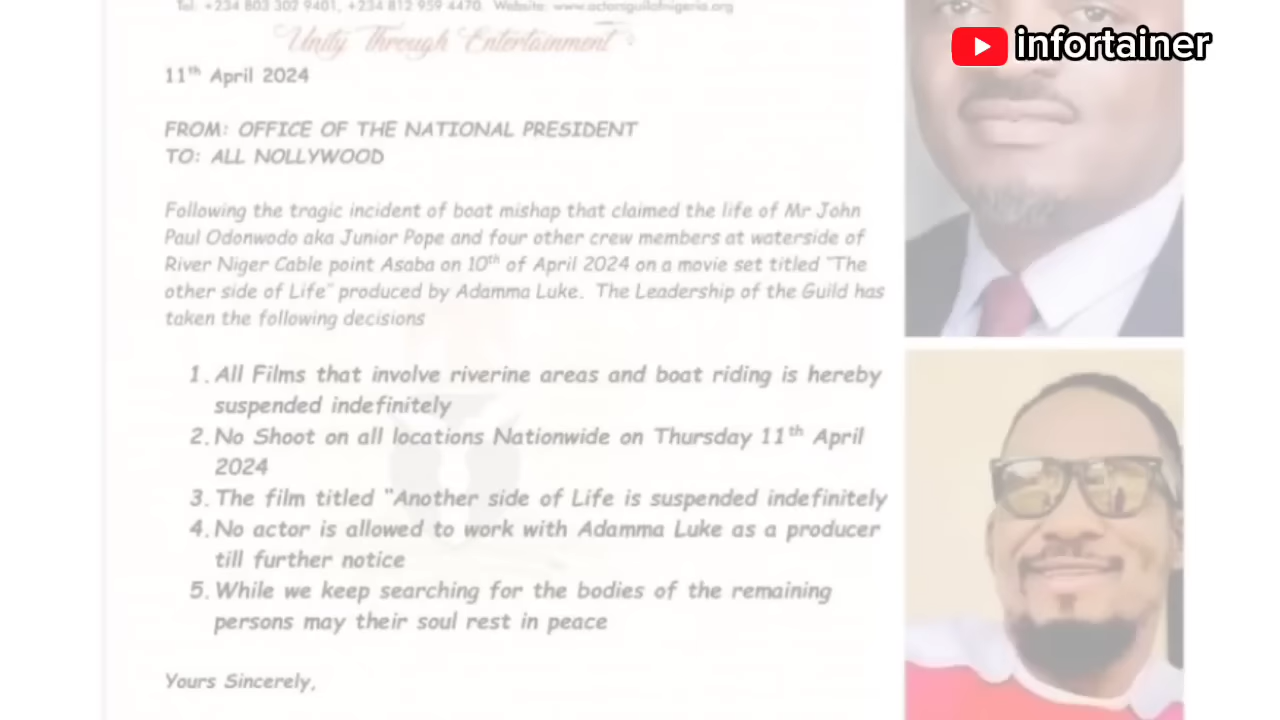 Tel: +234 803 302 9401, +234 812 959 4470. Website: www.actorsguildofnigeria.org
Unity Through Entertainment
infortainer
11th April 2024
FROM: OFFICE OF THE NATIONAL PRESIDENT
TO: ALL NOLLYWOOD
Following the tragic incident of boat mishap that claimed the life of Mr John
Paul Odonwodo aka Junior Pope and four other crew members at waterside of
River Niger Cable point Asaba on 10th of April 2024 on a movie set titled "The
other side of Life" produced by Adamma Luke. The Leadership of the Guild has
taken the following decisions
1. All Films that involve riverine areas and boat riding is hereby
suspended indefinitely
2. No Shoot on all locations Nationwide on Thursday 11th April
2024
3. The film titled "Another side of Life is suspended indefinitely
4. No actor is allowed to work with Adamma Luke as a producer
till further notice
5. While we keep searching for the bodies of the remaining
persons may their soul rest in peace
Yours Sincerely,